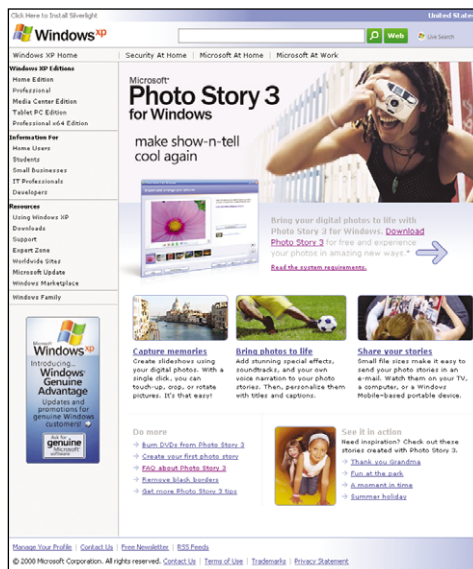 Click Here to Install Silverlight
United States
Windows xp
Web
Live Search
Windows XP Home | Security At Home | Microsoft At Home | Microsoft At Work
Windows XP Editions
Home Edition
Professional
Media Center Edition
Tablet PC Edition
Professional x64 Edition
Information For
Home Users
Students
Small Businesses
IT Professionals
Developers
Resources
Using Windows XP
Downloads
Support
Expert Zone
Worldwide Sites
Microsoft Update
Windows Marketplace
Windows Family
Microsoft
Windows xp
Introducing...
Windows
Genuine
Advantage
Updates and
promotions for
genuine Windows
customers!
Ask for
genuine
Microsoft
software
Microsoft®
Photo Story 3
for Windows
make show-n-tell
cool again
Bring your digital photos to life with
Photo Story 3 for Windows. Download
Photo Story 3 for free and experience
your photos in amazing new ways.*
Read the system requirements.
Capture memories
Create slideshows using
your digital photos. With a
single click, you can
touch-up, crop, or rotate
pictures. It's that easy!
Bring photos to life
Add stunning special effects,
soundtracks, and your own
voice narration to your photo
stories. Then, personalize them
with titles and captions.
Share your stories
Small file sizes make it easy to
send your photo stories in an
e-mail. Watch them on your TV,
a computer, or a Windows
Mobile-based portable device.
Do more
Burn DVDs from Photo Story 3
Create your first photo story
FAQ about Photo Story 3
Remove black borders
Get more Photo Story 3 tips
See it in action
Need inspiration? Check out these
stories created with Photo Story 3.
Thank you Grandma
Fun at the park
A moment in time
Summer holiday
Manage Your Profile | Contact Us | Free Newsletter | RSS Feeds
© 2008 Microsoft Corporation. All rights reserved. Contact Us | Terms of Use | Trademarks | Privacy Statement